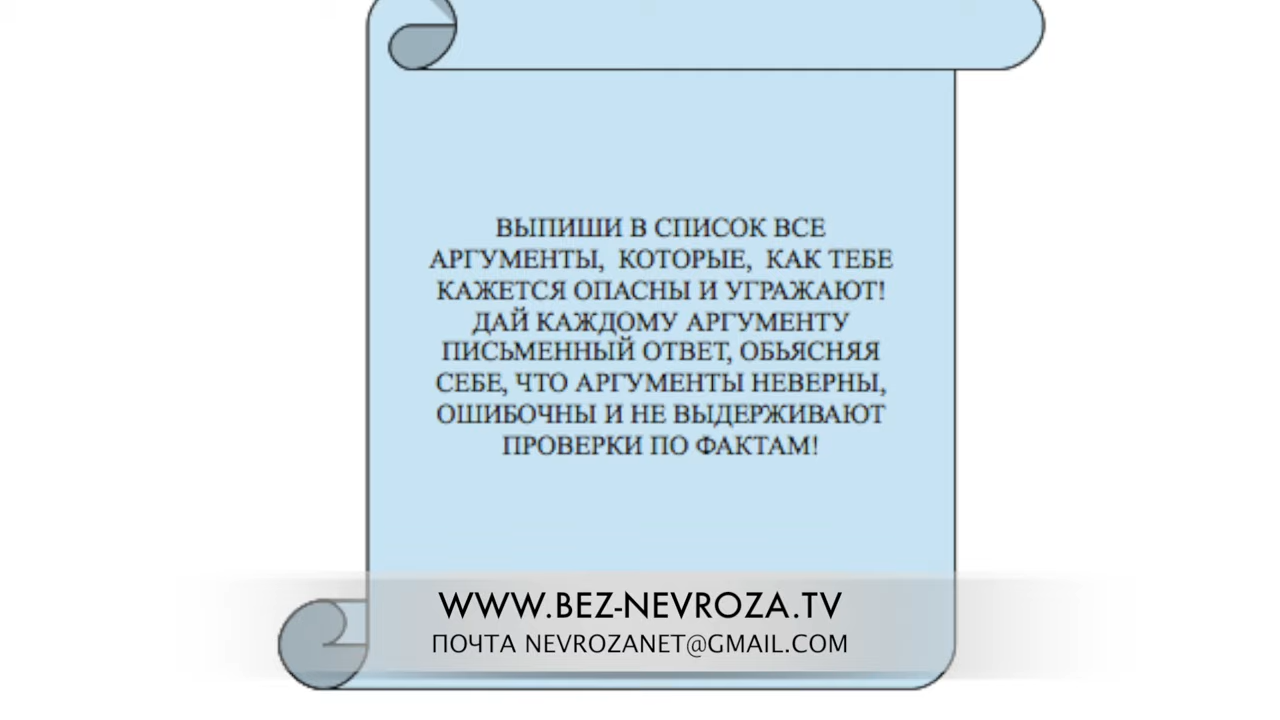 ВЫПИШИ В СПИСОК ВСЕ
АРГУМЕНТЫ, КОТОРЫЕ, КАК ТЕБЕ
КАЖЕТСЯ ОПАСНЫ И УГРАЖАЮТ!
ДАЙ КАЖДОМУ АРГУМЕНТУ
ПИСЬМЕННЫЙ ОТВЕТ, ОБЬЯСНЯЯ
СЕБЕ, ЧТО АРГУМЕНТЫ НЕВЕРНЫ,
ОШИБОЧНЫ И НЕ ВЫДЕРЖИВАЮТ
ПРОВЕРКИ ПО ФАКТАМ!
WWW.BEZ-NEVROZA.TV
ПОЧТА NEVROZANET@GMAIL.COM